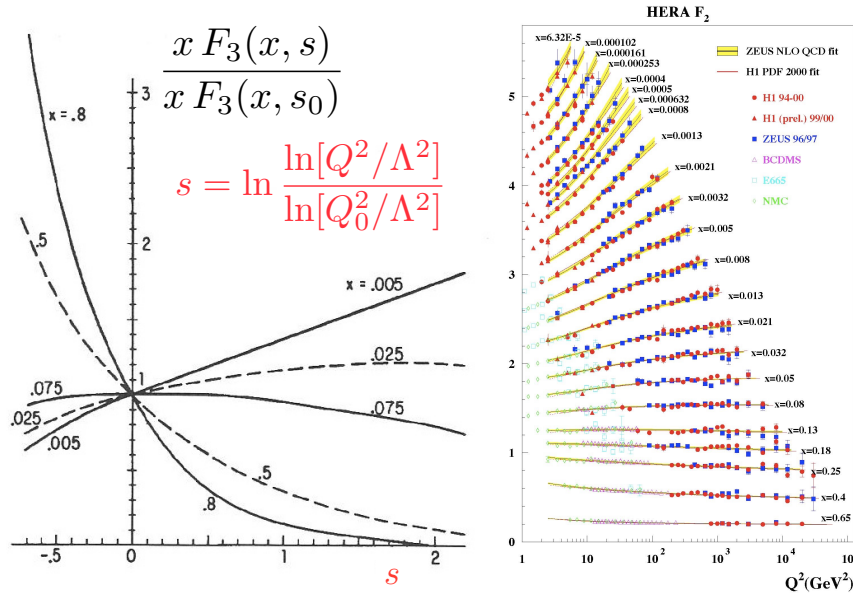 x F₃(x, s)
x F₃(x, s₀)
s = ln ln[Q²/Λ²]
ln[Q₀²/Λ²]
3
2
1
x = .8
.5
x = .005
.025
.075
.075
.025
.005
.5
.8
-.5
0
1
2
s
HERA F₂
x=6.32E-5
x=0.000102
x=0.000161
x=0.000253
x=0.0004
x=0.0005
x=0.000632
x=0.0008
x=0.0013
x=0.0021
x=0.0032
x=0.005
x=0.008
x=0.013
x=0.021
x=0.032
x=0.05
x=0.08
x=0.13
x=0.18
x=0.25
x=0.4
x=0.65
ZEUS NLO QCD fit
H1 PDF 2000 fit
H1 94-00
H1 (prel.) 99/00
ZEUS 96/97
BCDMS
E665
NMC
5
4
3
2
1
0
1 10 10² 10³ 10⁴ 10⁵
Q²(GeV²)